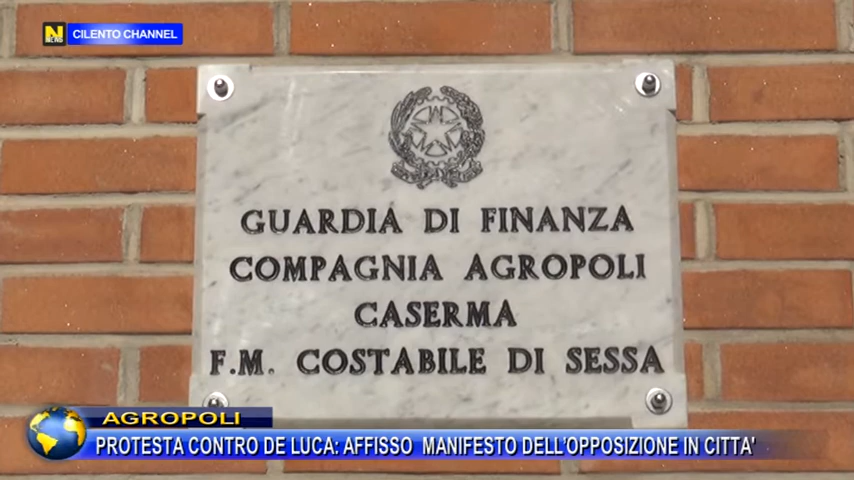 N
NEWS
CILENTO CHANNEL
GUARDIA DI FINANZA
COMPAGNIA AGROPOLI
CASERMA
F.M. COSTABILE DI SESSA
AGROPOLI
PROTESTA CONTRO DE LUCA: AFFISSO MANIFESTO DELL'OPPOSIZIONE IN CITTA'